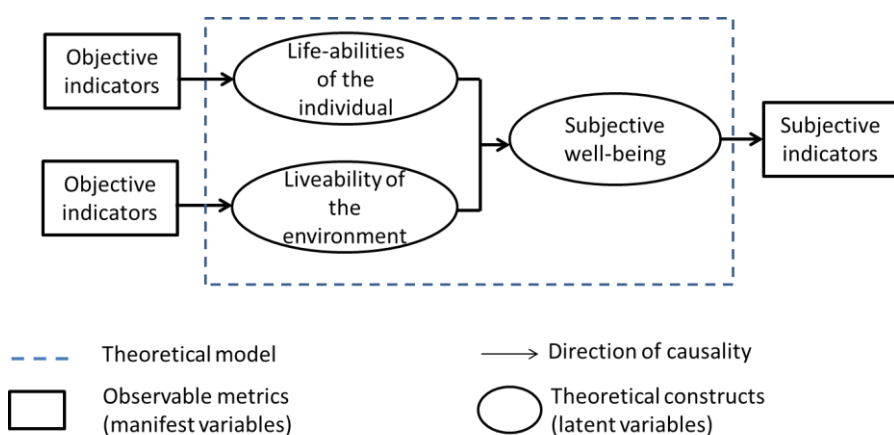 Objective
indicators
Life-abilities
of the
individual
Objective
indicators
Liveability of
the
environment
Subjective
well-being
Subjective
indicators
Theoretical model
Direction of causality
Observable metrics
(manifest variables)
Theoretical constructs
(latent variables)